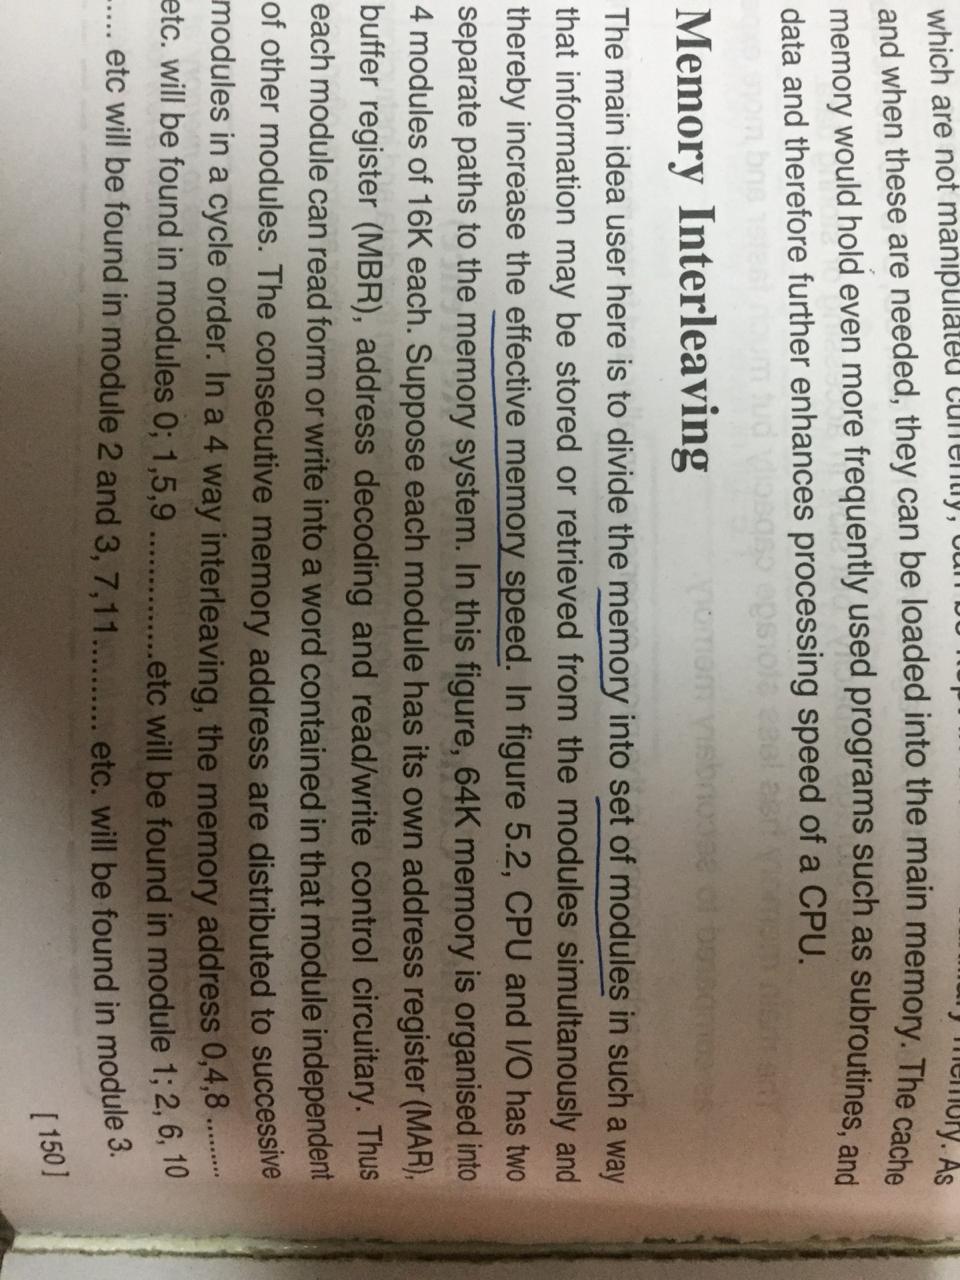 which are not manipulated currently, can be kept in memory. As
and when these are needed, they can be loaded into the main memory. The cache
memory would hold even more frequently used programs such as subroutines, and
data and therefore further enhances processing speed of a CPU.
Memory Interleaving
The main idea user here is to divide the memory into set of modules in such a way
that information may be stored or retrieved from the modules simultanously and
thereby increase the effective memory speed. In figure 5.2, CPU and I/O has two
separate paths to the memory system. In this figure, 64K memory is organised into
4 modules of 16K each. Suppose each module has its own address register (MAR),
buffer register (MBR), address decoding and read/write control circuitary. Thus
each module can read form or write into a word contained in that module independent
of other modules. The consecutive memory address are distributed to successive
modules in a cycle order. In a 4 way interleaving, the memory address 0,4,8 .........
etc. will be found in modules 0; 1,5,9 ..............etc will be found in module 1; 2, 6, 10
..... etc will be found in module 2 and 3, 7,11.......... etc. will be found in module 3.
[ 150 ]